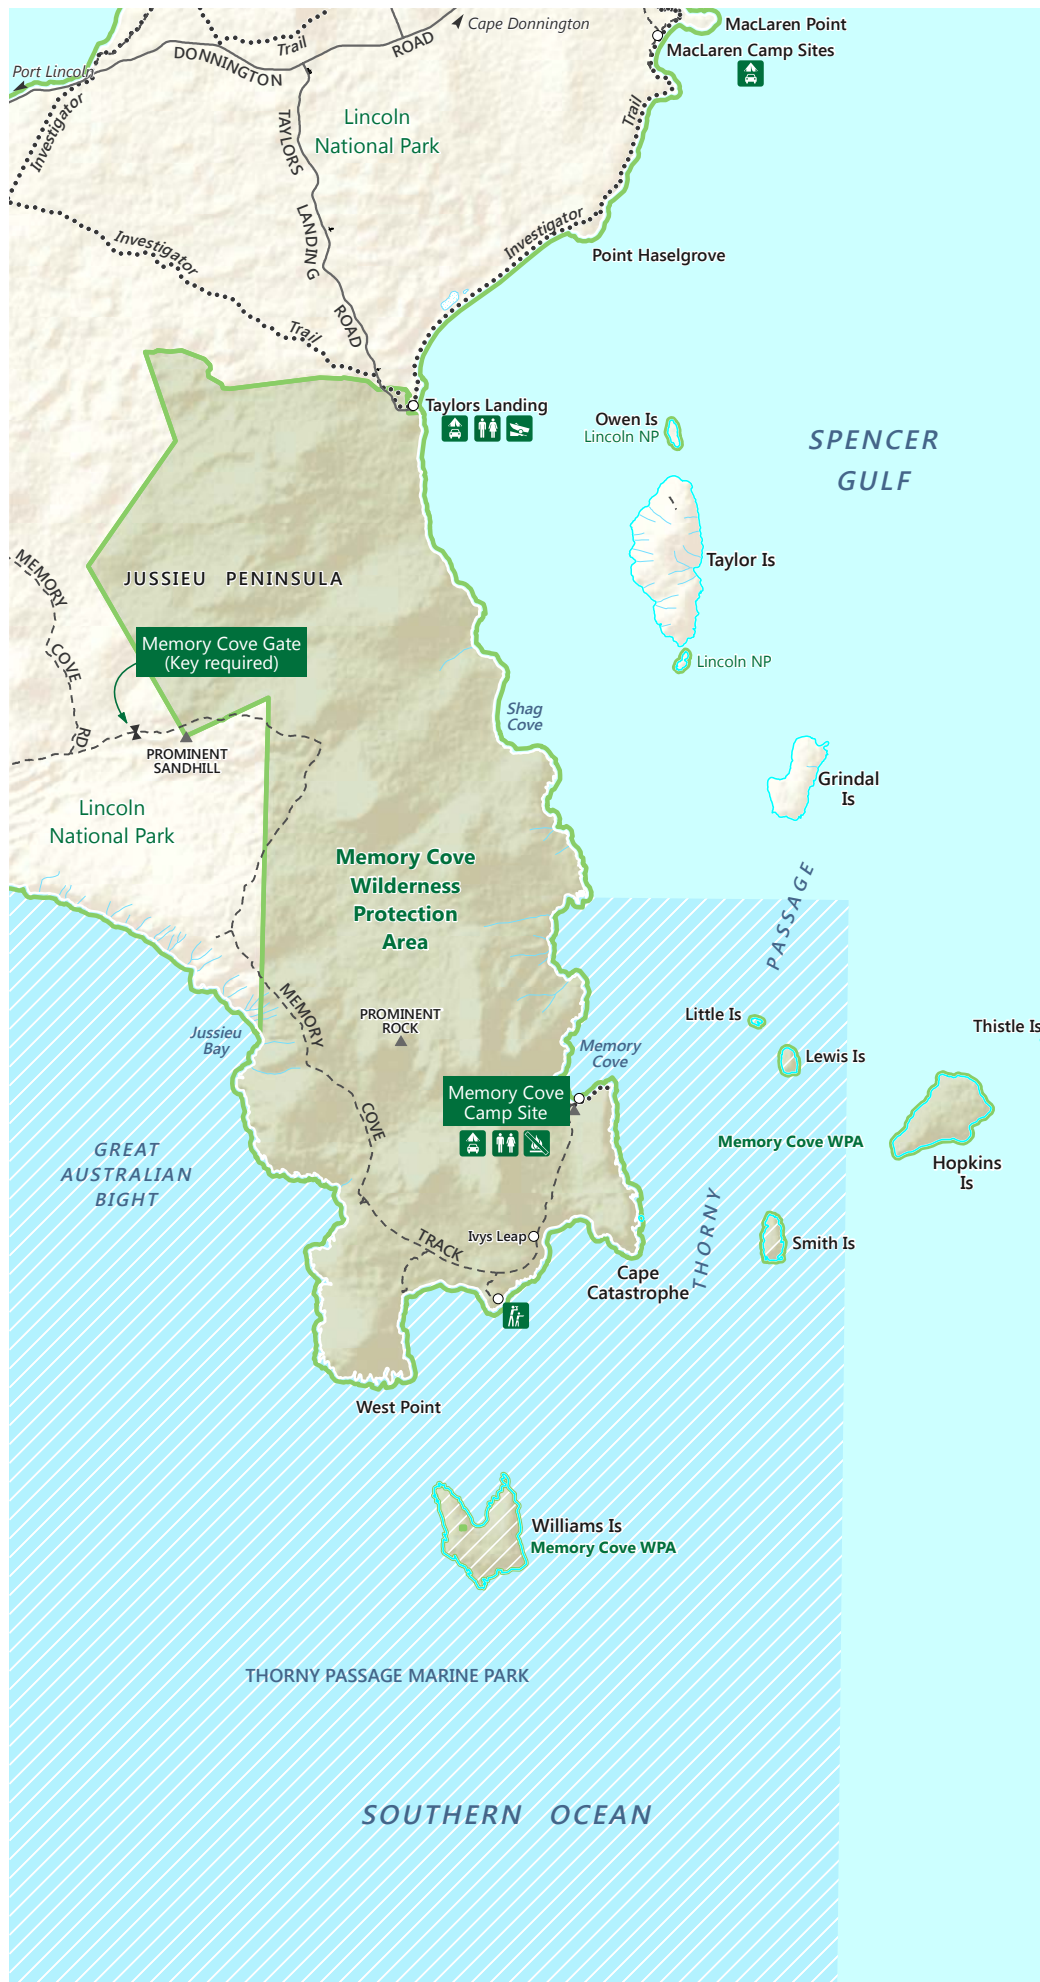 Cape Donnington
MacLaren Point
MacLaren Camp Sites
Trail
ROAD
DONNINGTON
Port Lincoln
Investigator
TAYLORS
LANDING
ROAD
Lincoln
National Park
Trail
Investigator
Point Haselgrove
Investigator
Trail
Taylors Landing
Owen Is
Lincoln NP
SPENCER
GULF
Taylor Is
Lincoln NP
JUSSIEU PENINSULA
MEMORY
COVE
RD
Memory Cove Gate
(Key required)
PROMINENT
SANDHILL
Shag
Cove
Grindal
Is
Lincoln
National Park
Memory Cove
Wilderness
Protection
Area
PASSAGE
THORNY
PROMINENT
ROCK
MEMORY
COVE
TRACK
Jussieu
Bay
Memory
Cove
Little Is
Lewis Is
Thistle Is
Memory Cove
Camp Site
Memory Cove WPA
Hopkins
Is
GREAT
AUSTRALIAN
BIGHT
Ivys Leap
Smith Is
Cape
Catastrophe
West Point
Williams Is
Memory Cove WPA
THORNY PASSAGE MARINE PARK
SOUTHERN OCEAN